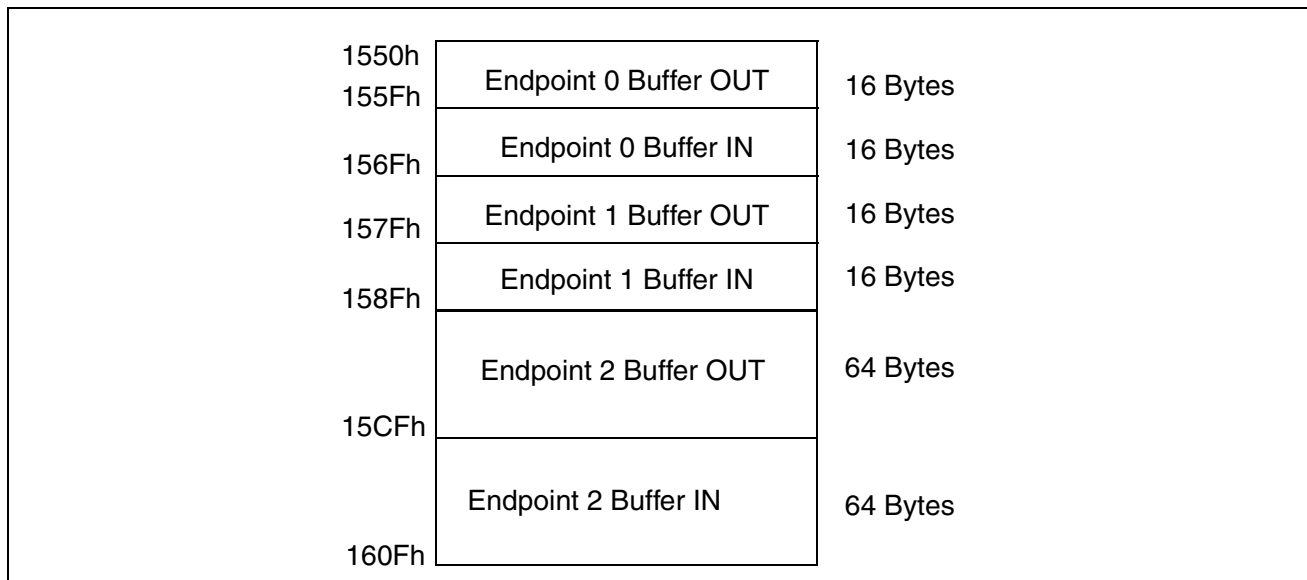 1550h
Endpoint 0 Buffer OUT
16 Bytes
155Fh
Endpoint 0 Buffer IN
16 Bytes
156Fh
Endpoint 1 Buffer OUT
16 Bytes
157Fh
Endpoint 1 Buffer IN
16 Bytes
158Fh
Endpoint 2 Buffer OUT
64 Bytes
15CFh
Endpoint 2 Buffer IN
64 Bytes
160Fh